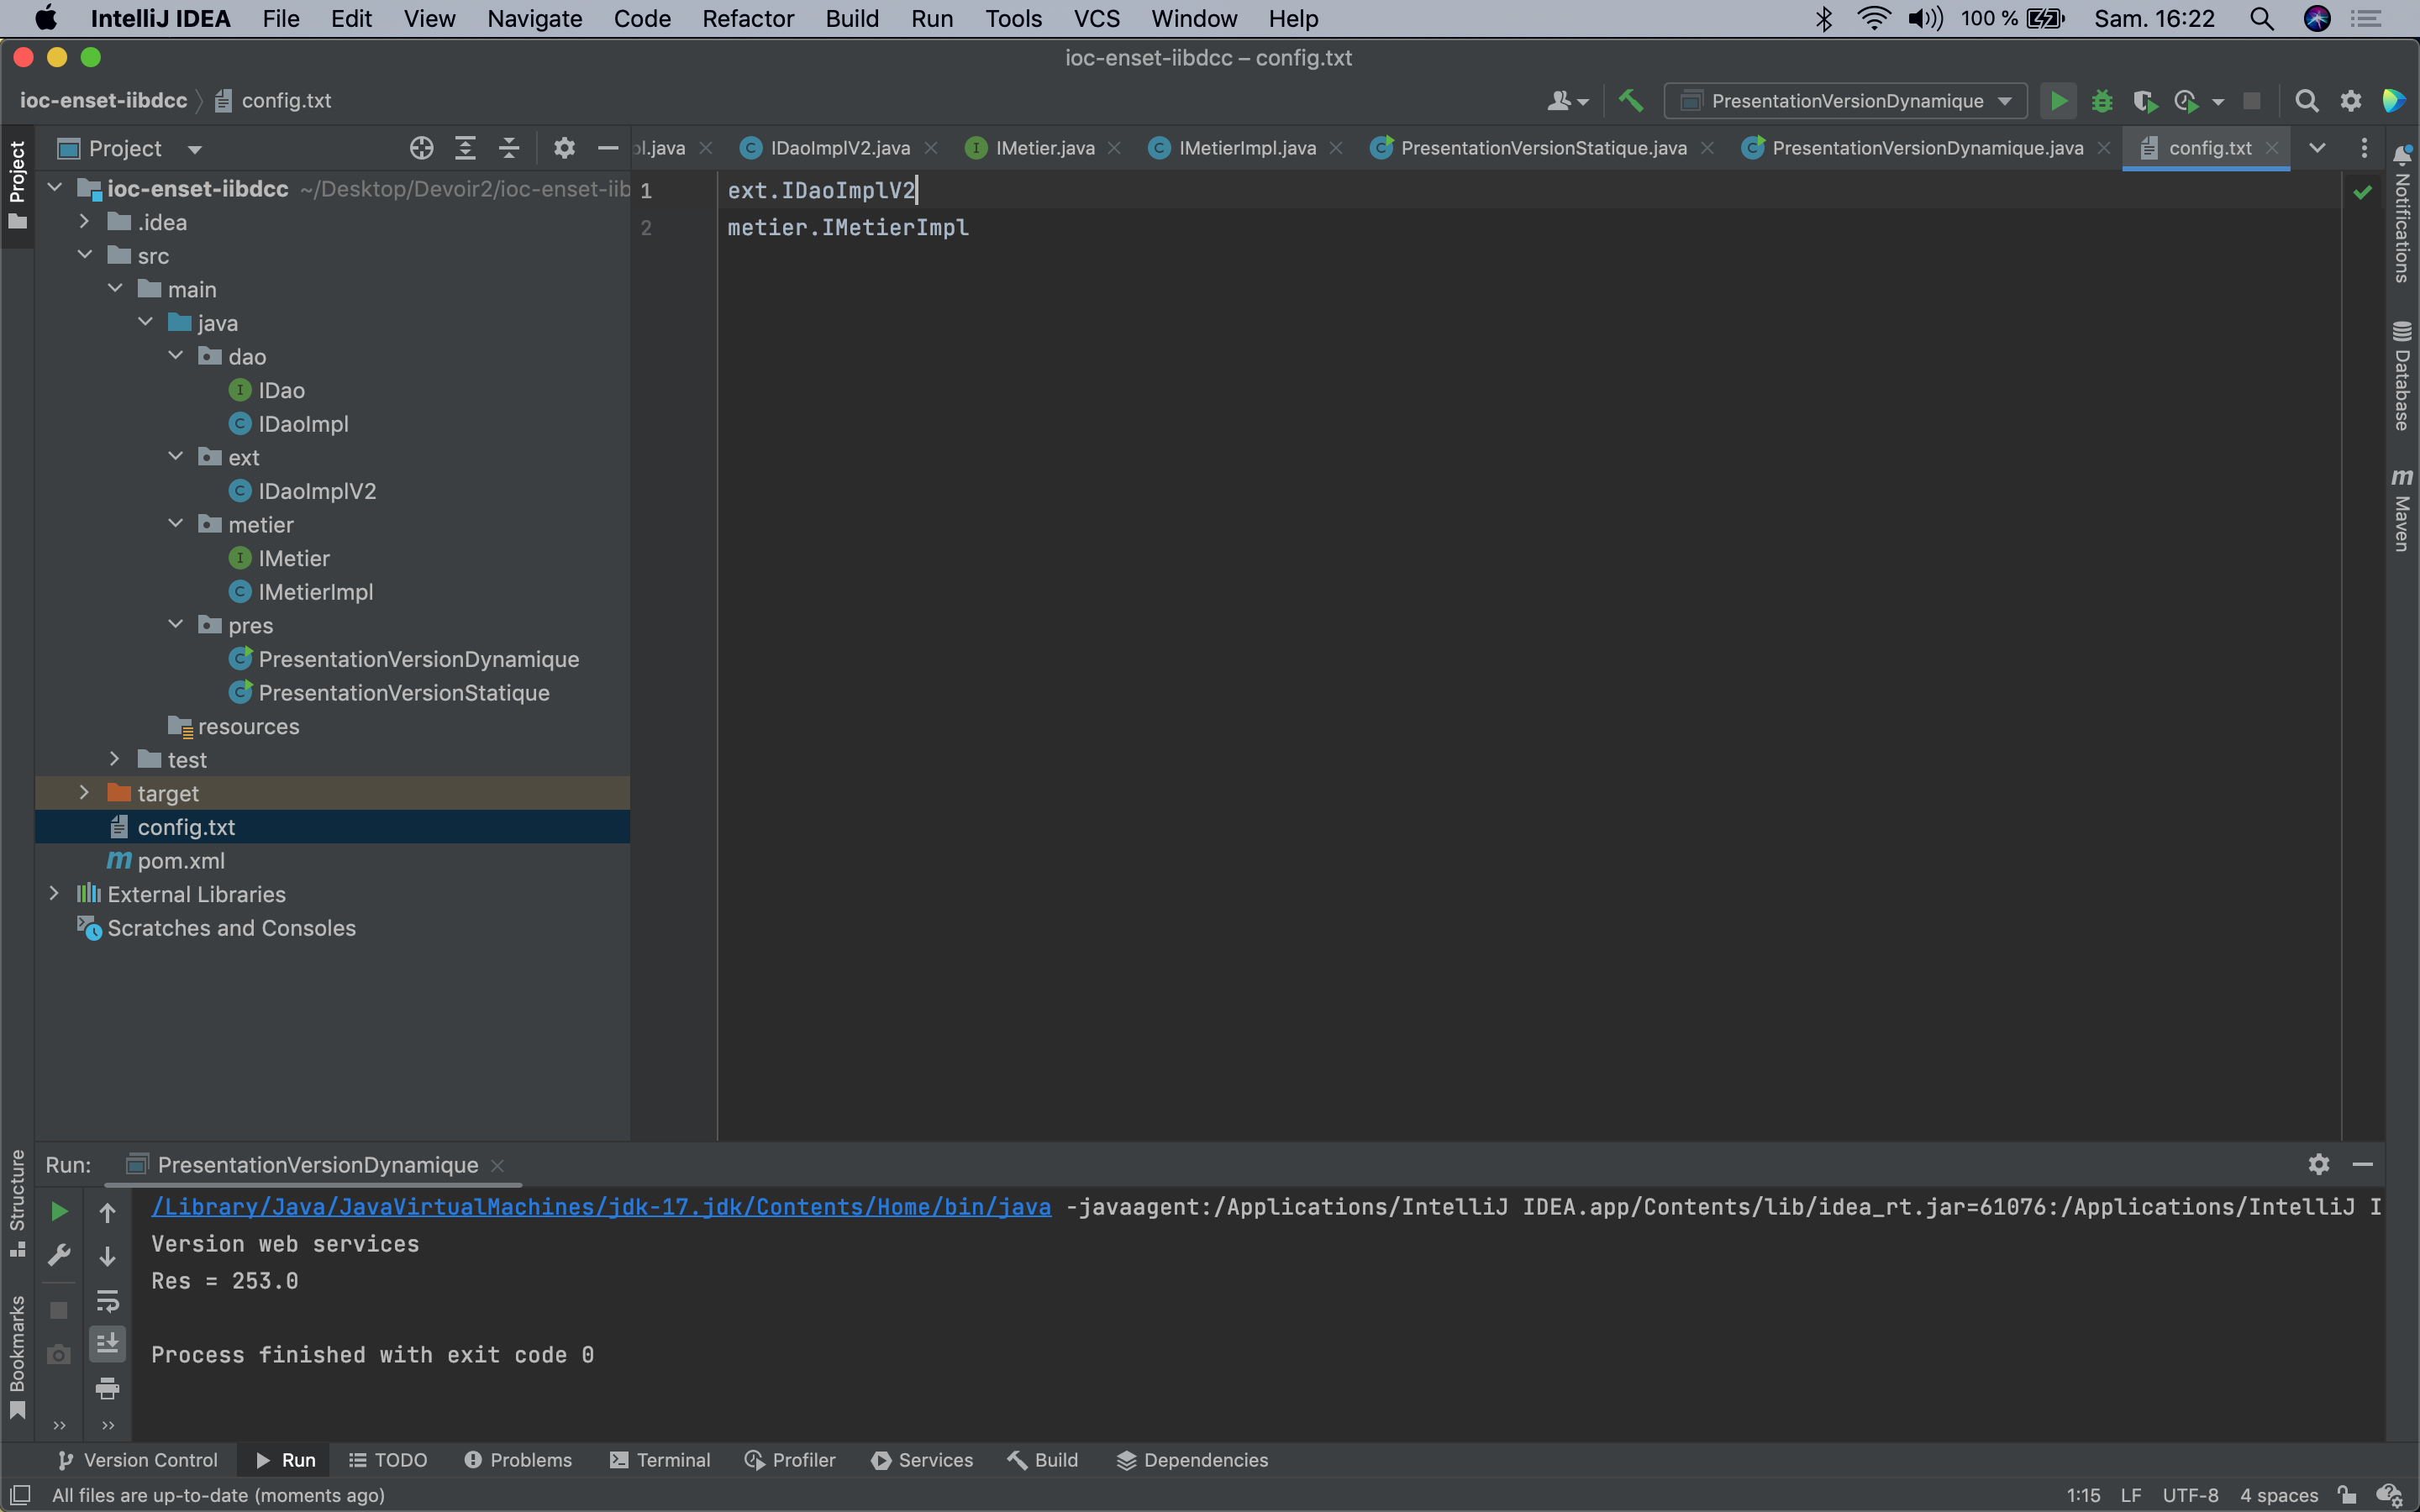 IntelliJ IDEA File Edit View Navigate Code Refactor Build Run Tools VCS Window Help 100 % Sam. 16:22
ioc-enset-iibdcc – config.txt
ioc-enset-iibdcc config.txt PresentationVersionDynamique
Project
Project
ol.java IDaoImplV2.java IMetier.java IMetierImpl.java PresentationVersionStatique.java PresentationVersionDynamique.java config.txt
ioc-enset-iibdcc ~/Desktop/Devoir2/ioc-enset-iib
.idea
src
main
java
dao
IDao
IDaoImpl
ext
IDaoImplV2
metier
IMetier
IMetierImpl
pres
PresentationVersionDynamique
PresentationVersionStatique
resources
test
target
config.txt
pom.xml
External Libraries
Scratches and Consoles
1 ext.IDaoImplV2
2 metier.IMetierImpl
Notifications
Database
Maven
Structure
Bookmarks
Run: PresentationVersionDynamique
/Library/Java/JavaVirtualMachines/jdk-17.jdk/Contents/Home/bin/java -javaagent:/Applications/IntelliJ IDEA.app/Contents/lib/idea_rt.jar=61076:/Applications/IntelliJ I
Version web services
Res = 253.0
Process finished with exit code 0
Version Control Run TODO Problems Terminal Profiler Services Build Dependencies
All files are up-to-date (moments ago) 1:15 LF UTF-8 4 spaces